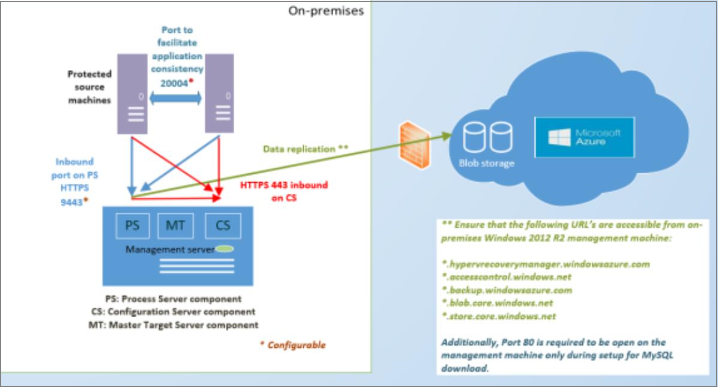 On-premises
Port to
facilitate
application
consistency
20004*
Protected
source
machines
Data replication **
Inbound
port on PS
HTTPS
9443*
HTTPS 443 inbound
on CS
PS
MT
CS
Management server
PS: Process Server component
CS: Configuration Server component
MT: Master Target Server component
* Configurable
Blob storage
Microsoft
Azure
** Ensure that the following URL's are accessible from on-
premises Windows 2012 R2 management machine:
*.hypervrecoverymanager.windowsazure.com
*.accesscontrol.windows.net
*.backup.windowsazure.com
*.blob.core.windows.net
*.store.core.windows.net
Additionally, Port 80 is required to be open on the
management machine only during setup for MySQL
download.